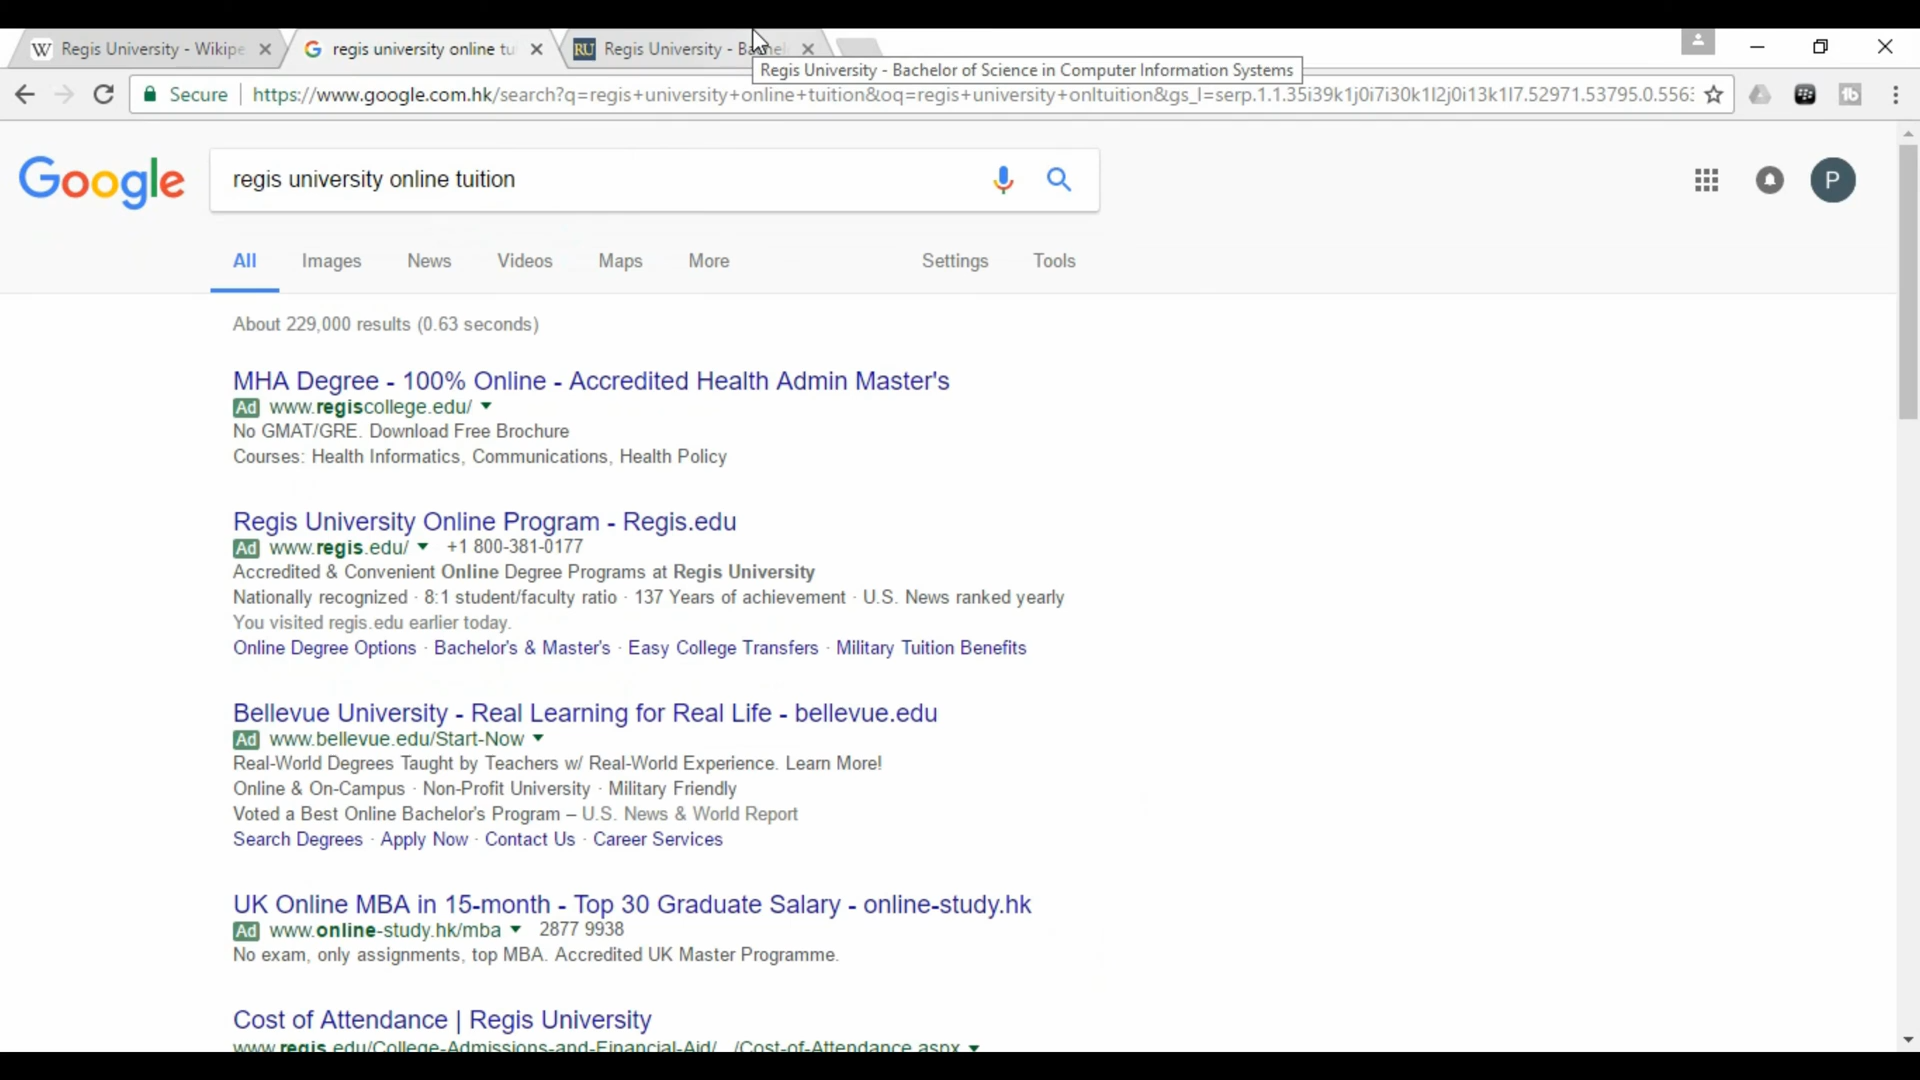 Regis University - Wikipe
regis university online tu
Regis University - Ba
Regis University - Bachelor of Science in Computer Information Systems
Secure
https://www.google.com.hk/search?q=regis+university+online+tuition&oq=regis+university+onltuition&gs_l=serp.1.1.35i39k1j0i7i30k1l2j0i13k1l7.52971.53795.0.5563
Google
regis university online tuition
P
All Images News Videos Maps More Settings Tools
About 229,000 results (0.63 seconds)
MHA Degree - 100% Online - Accredited Health Admin Master's
Ad www.regiscollege.edu/
No GMAT/GRE. Download Free Brochure
Courses: Health Informatics, Communications, Health Policy
Regis University Online Program - Regis.edu
Ad www.regis.edu/ +1 800-381-0177
Accredited & Convenient Online Degree Programs at Regis University
Nationally recognized · 8:1 student/faculty ratio · 137 Years of achievement · U.S. News ranked yearly
You visited regis.edu earlier today.
Online Degree Options · Bachelor's & Master's · Easy College Transfers · Military Tuition Benefits
Bellevue University - Real Learning for Real Life - bellevue.edu
Ad www.bellevue.edu/Start-Now
Real-World Degrees Taught by Teachers w/ Real-World Experience. Learn More!
Online & On-Campus · Non-Profit University · Military Friendly
Voted a Best Online Bachelor's Program – U.S. News & World Report
Search Degrees · Apply Now · Contact Us · Career Services
UK Online MBA in 15-month - Top 30 Graduate Salary - online-study.hk
Ad www.online-study.hk/mba 2877 9938
No exam, only assignments, top MBA. Accredited UK Master Programme.
Cost of Attendance | Regis University
www.regis.edu/College-Admissions-and-Financial-Aid/.../Cost-of-Attendance.aspx